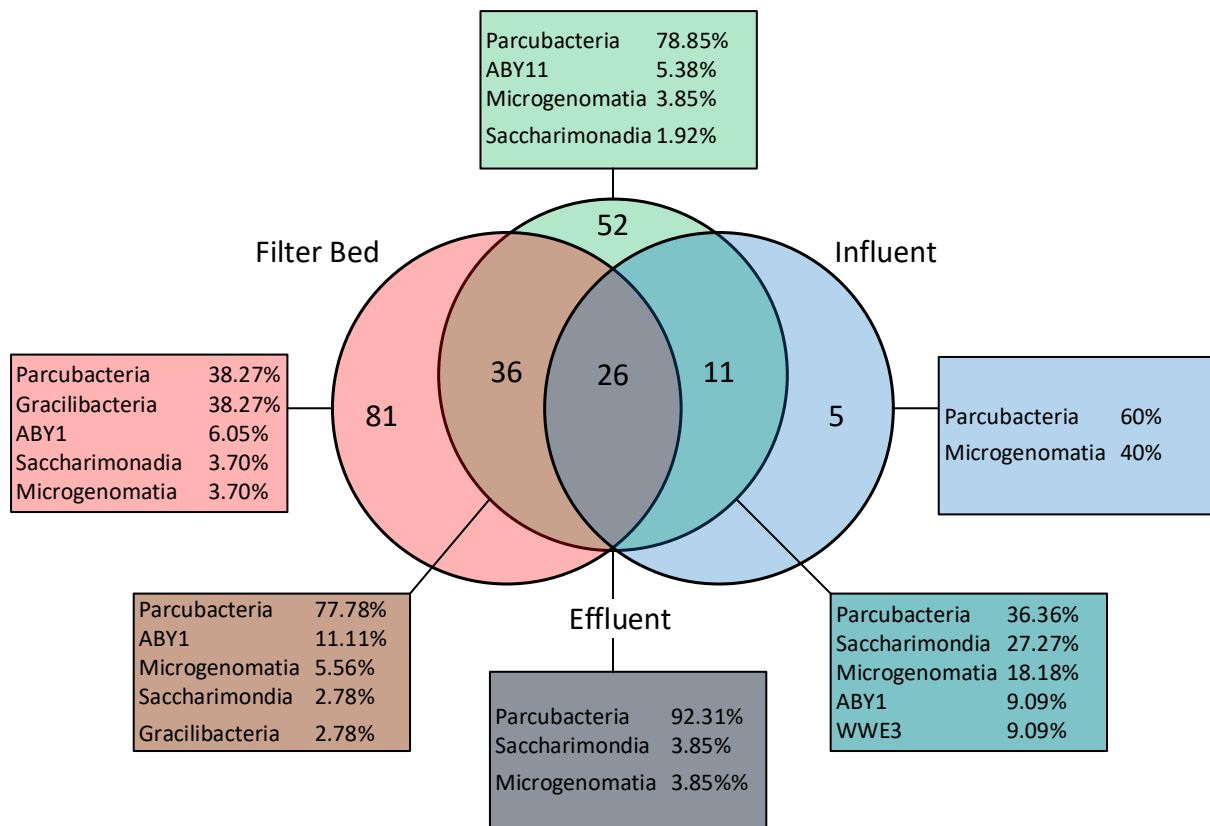 Parcubacteria 78.85%
ABY11 5.38%
Microgenomatia 3.85%
Saccharimonadia 1.92%
52
Filter Bed
Influent
36
26
11
81
5
Parcubacteria 38.27%
Gracilibacteria 38.27%
ABY1 6.05%
Saccharimonadia 3.70%
Microgenomatia 3.70%
Parcubacteria 60%
Microgenomatia 40%
Effluent
Parcubacteria 77.78%
ABY1 11.11%
Microgenomatia 5.56%
Saccharimondia 2.78%
Gracilibacteria 2.78%
Parcubacteria 92.31%
Saccharimondia 3.85%
Microgenomatia 3.85%%
Parcubacteria 36.36%
Saccharimondia 27.27%
Microgenomatia 18.18%
ABY1 9.09%
WWE3 9.09%